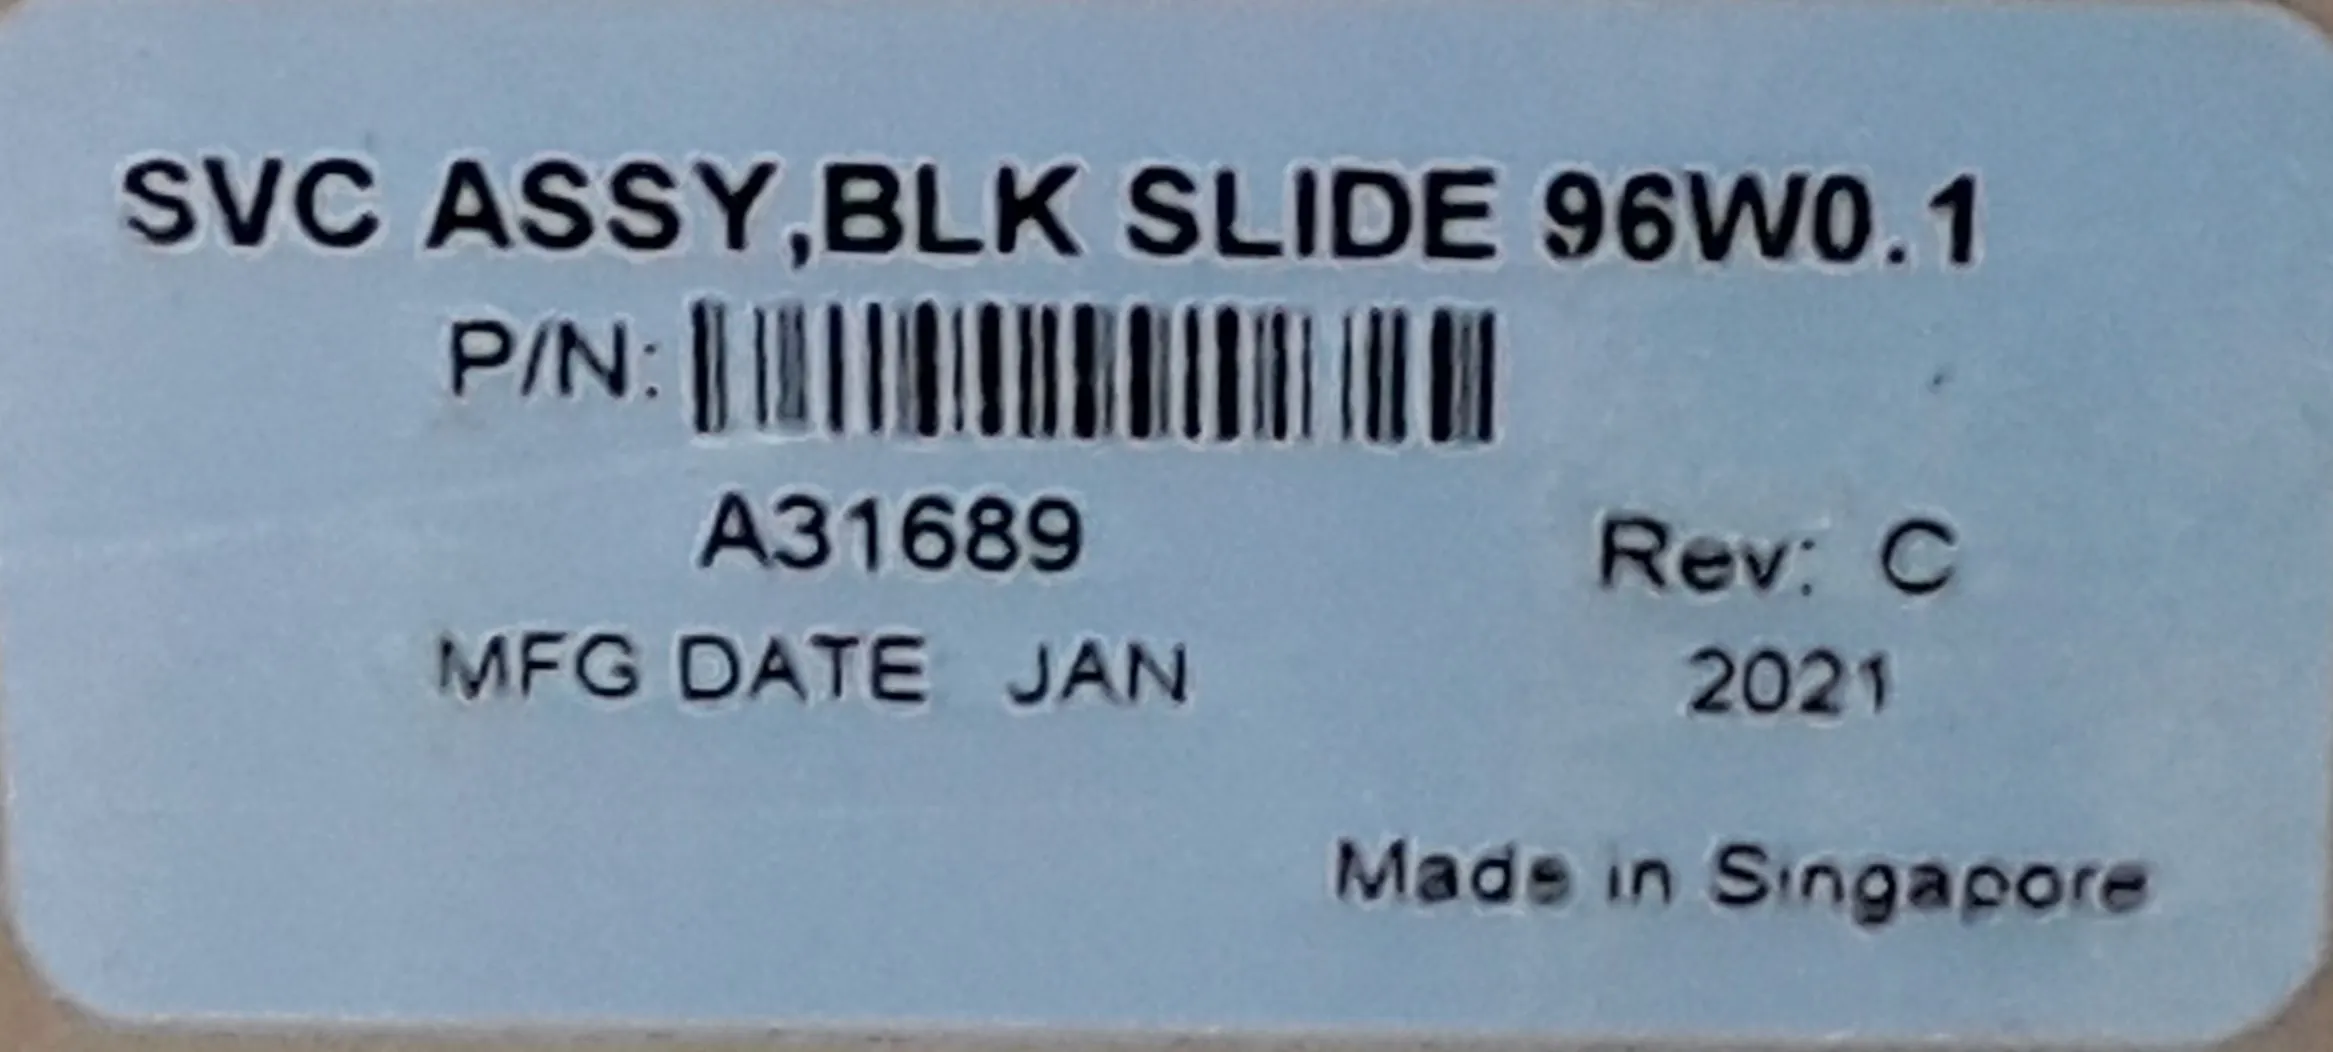 SVC ASSY,BLK SLIDE 96W0.1
P/N:
A31689 Rev: C
MFG DATE JAN 2021
Made in Singapore